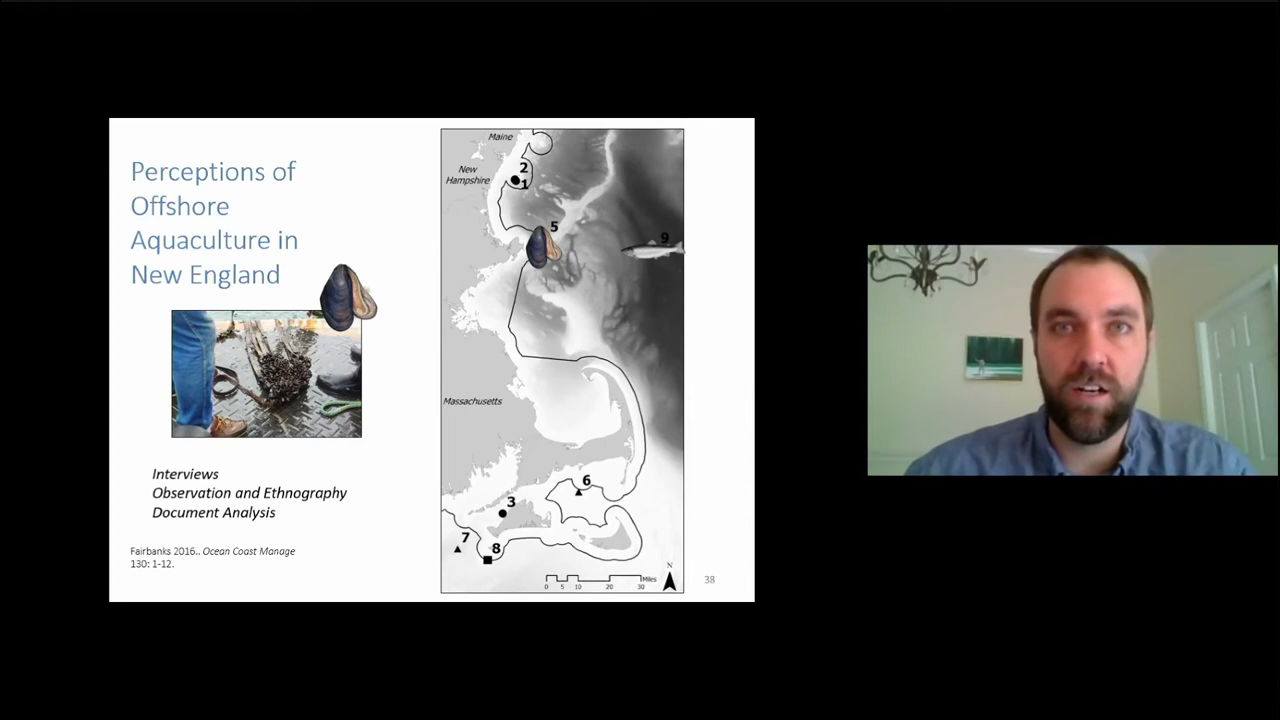 Perceptions of
Offshore
Aquaculture in
New England
Interviews
Observation and Ethnography
Document Analysis
Fairbanks 2016.. Ocean Coast Manage
130: 1-12.
Maine
New
Hampshire
2
1
5
9
Massachusetts
6
3
7
8
N
Miles
0 5 10 20 30
38